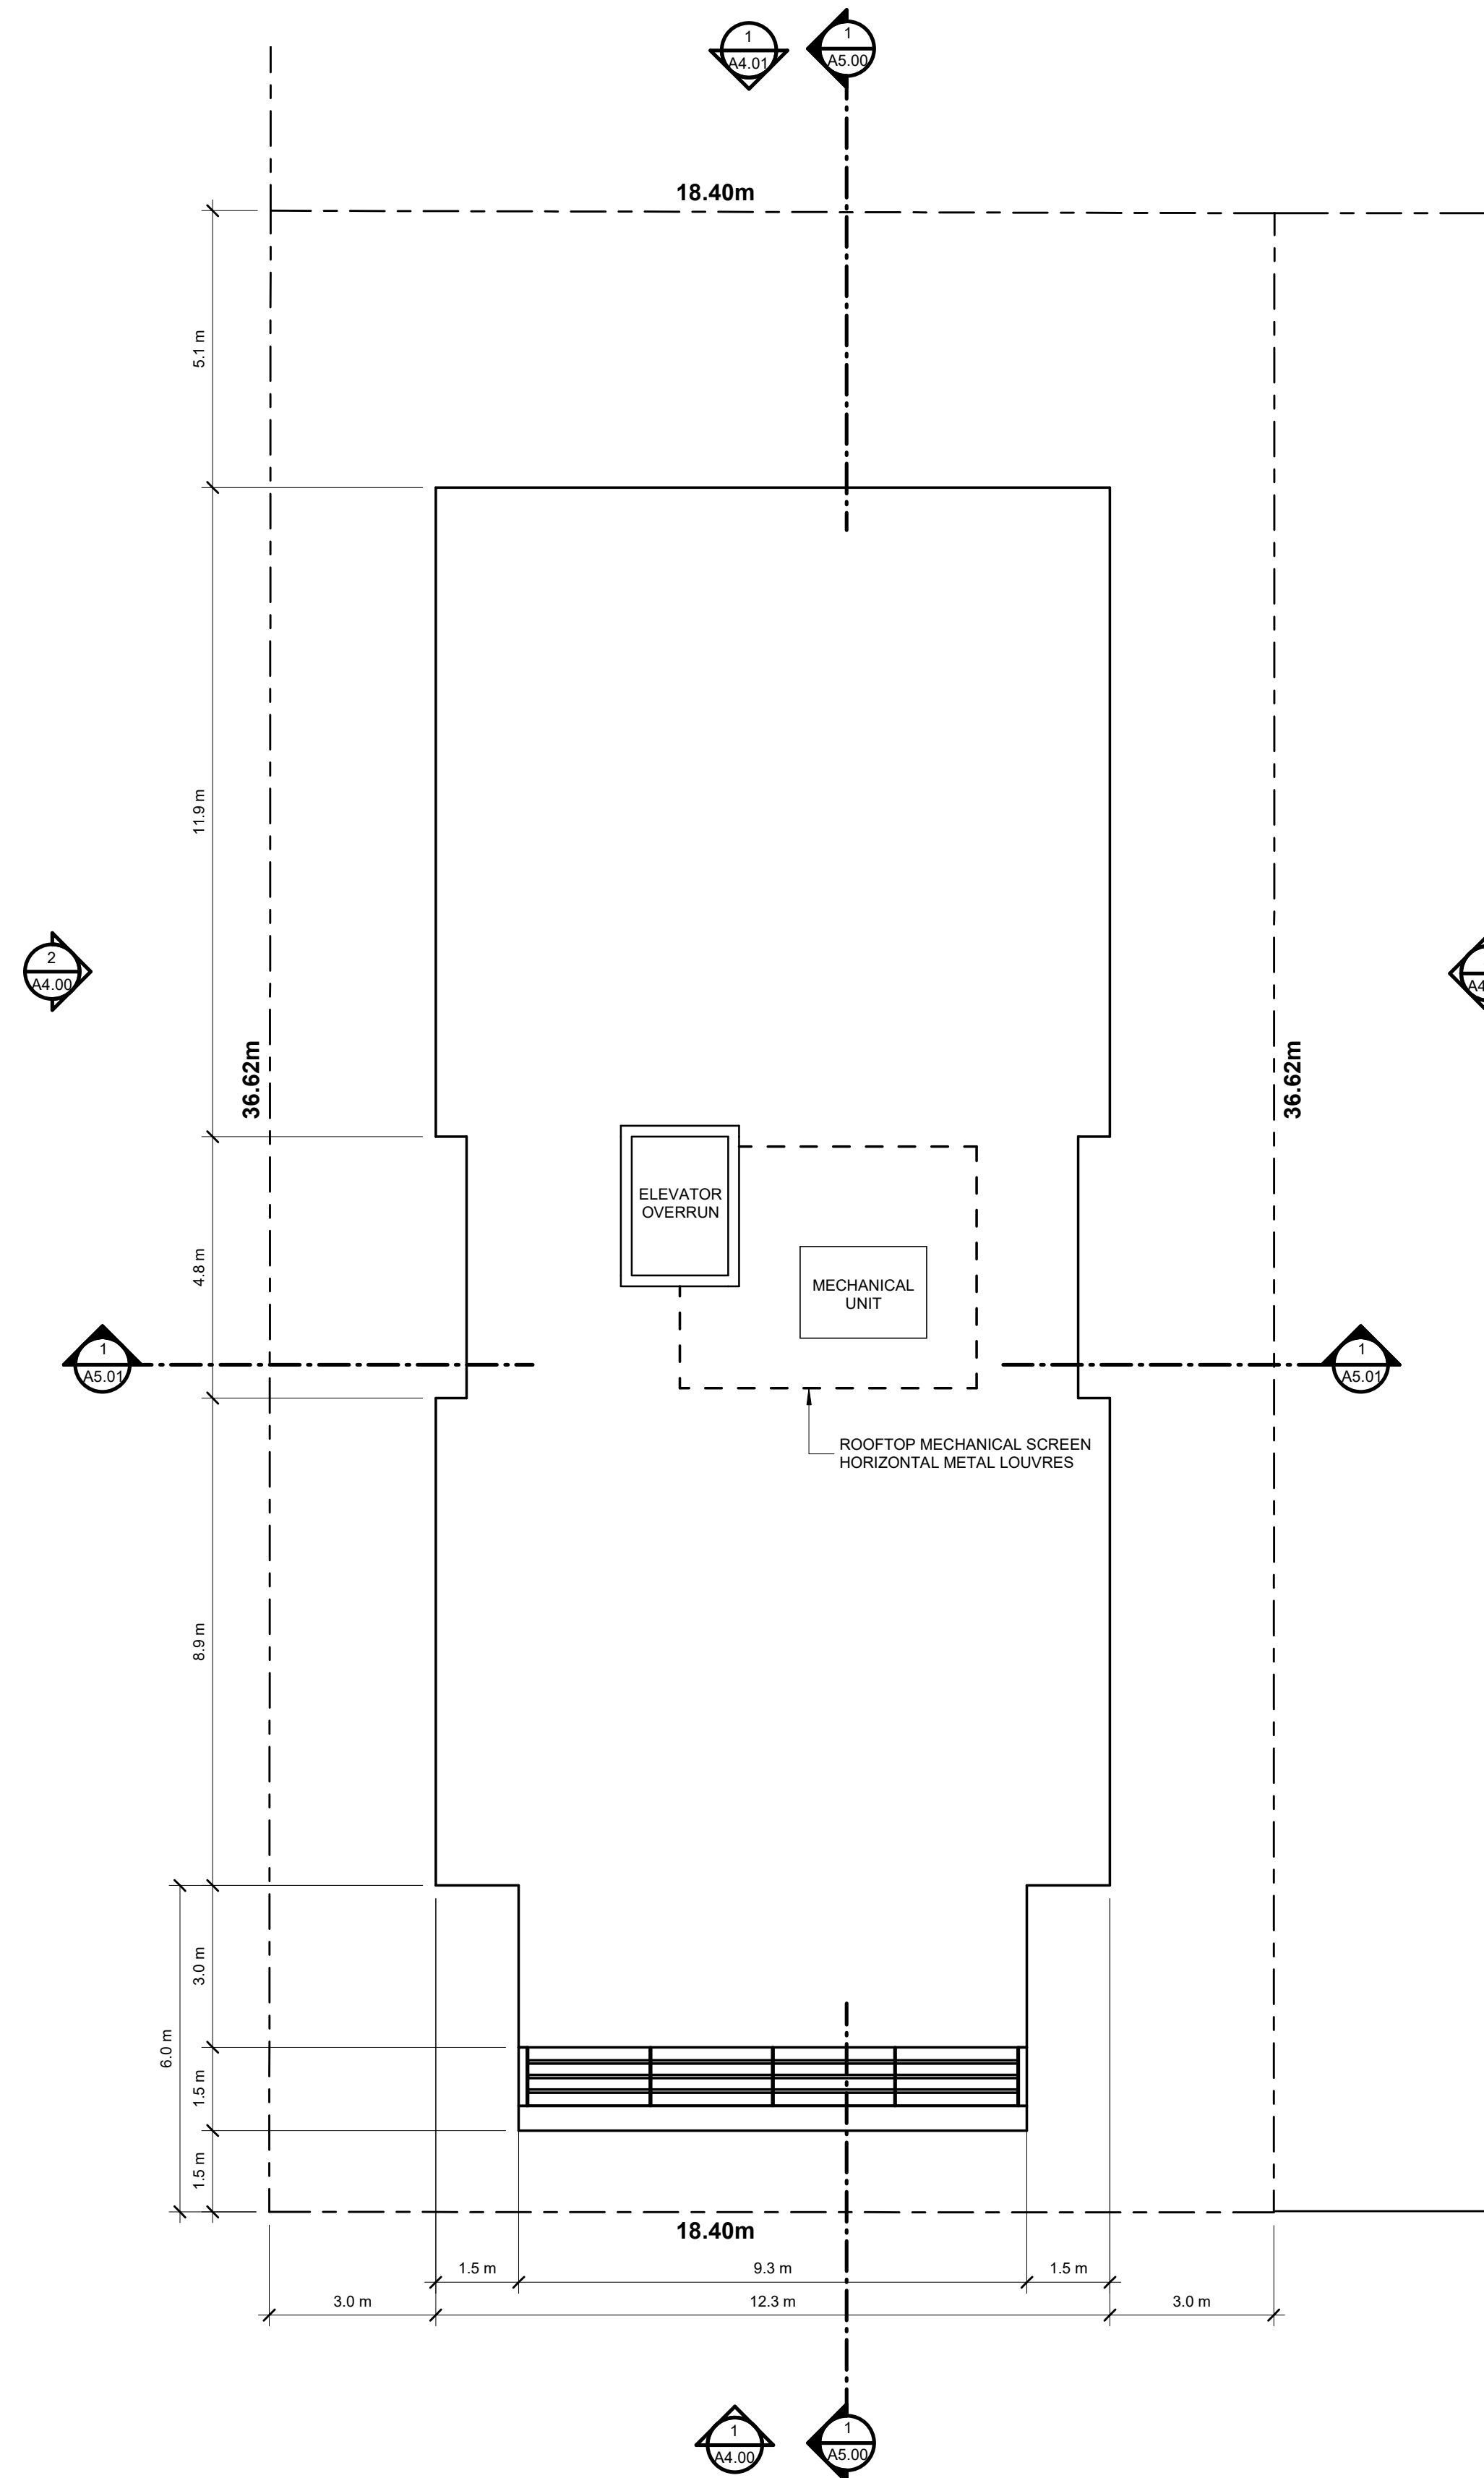 1
A4.01
1
A5.00
18.40m
5.1 m
11.9 m
2
A4.00
A4
36.62m
36.62m
ELEVATOR
OVERRUN
4.8 m
MECHANICAL
UNIT
1
A5.01
1
A5.01
ROOFTOP MECHANICAL SCREEN
HORIZONTAL METAL LOUVRES
8.9 m
3.0 m
6.0 m
1.5 m
1.5 m
18.40m
1.5 m
9.3 m
1.5 m
3.0 m
12.3 m
3.0 m
1
A4.00
1
A5.00